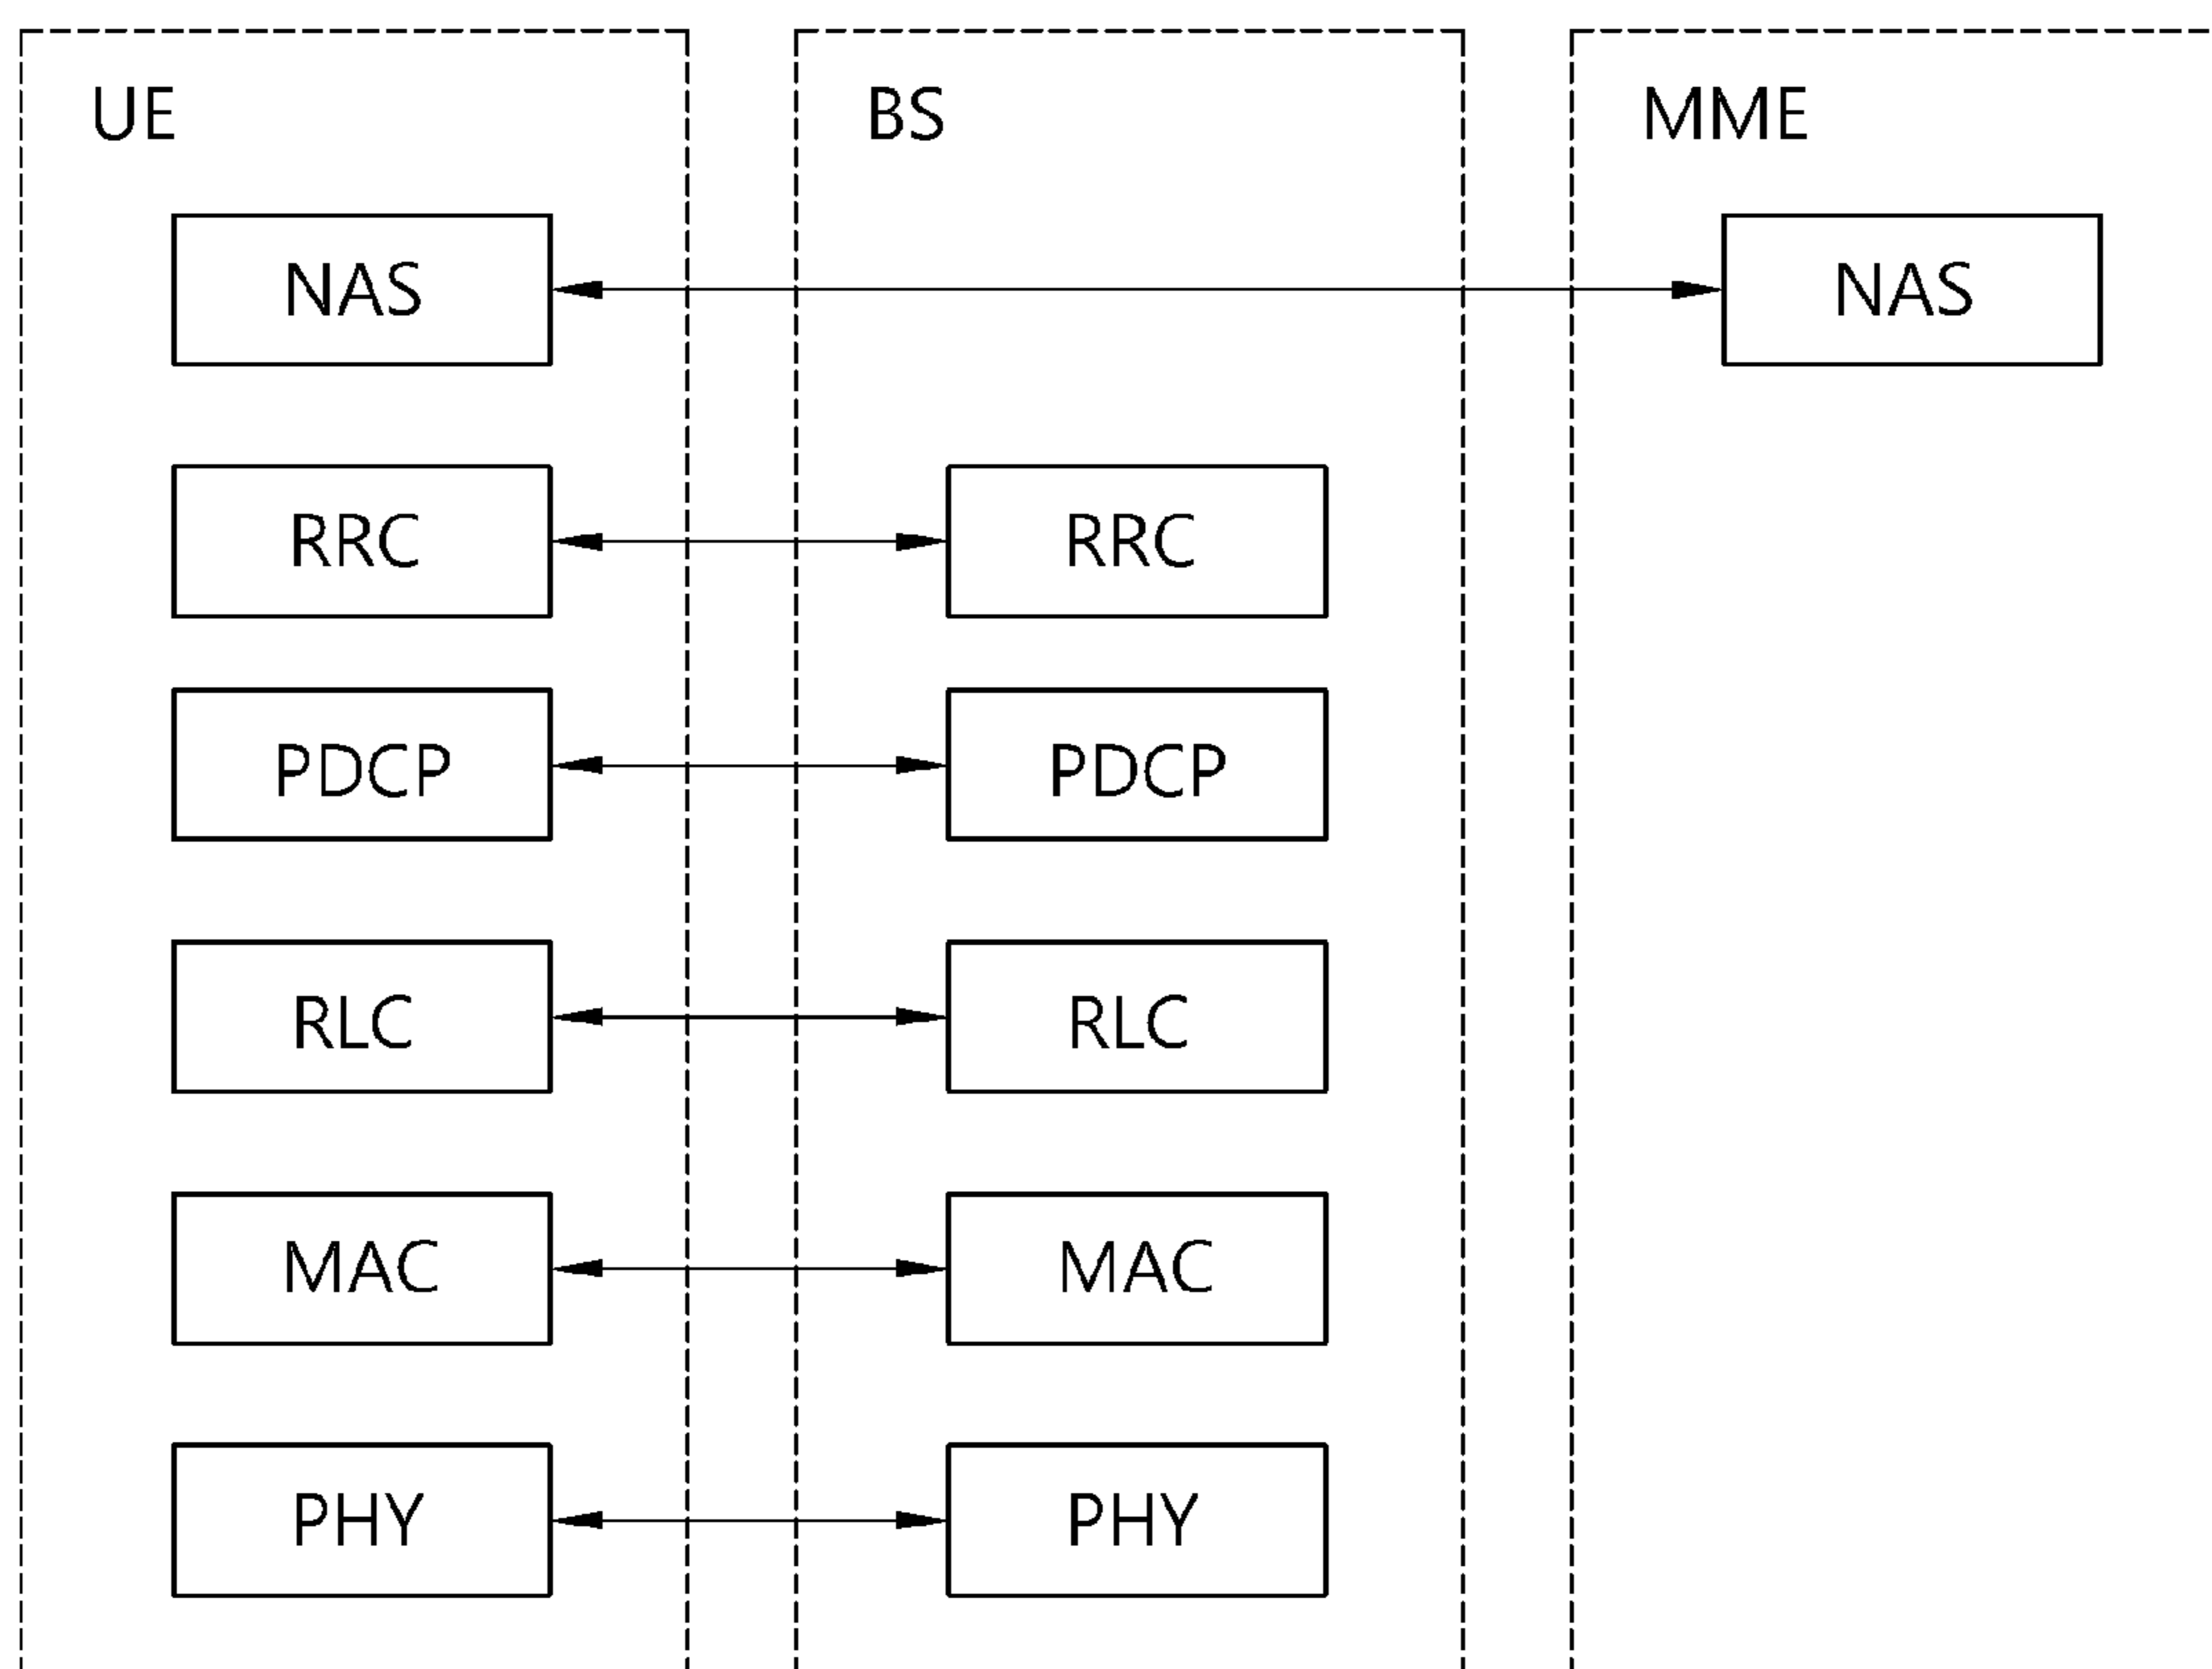 UE BS MME
NAS NAS
RRC RRC
PDCP PDCP
RLC RLC
MAC MAC
PHY PHY